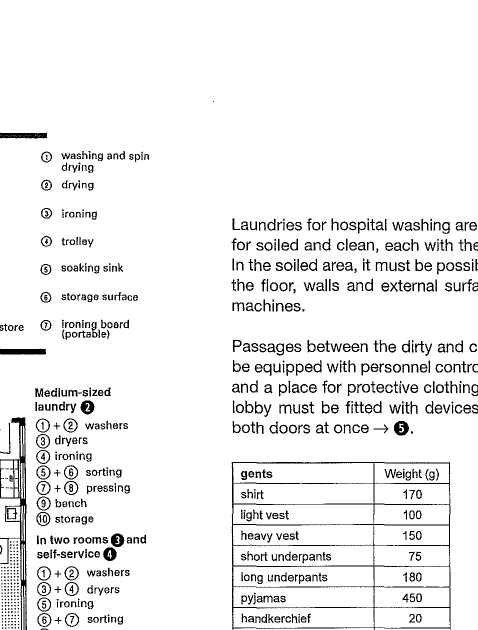 ① washing and spin
drying
② drying
③ ironing
④ trolley
⑤ soaking sink
⑥ storage surface
store ⑦ ironing board
(portable)
Medium-sized
laundry ❷
① + ② washers
③ dryers
④ ironing
⑤ + ⑥ sorting
⑦ + ⑧ pressing
⑨ bench
⑩ storage
In two rooms ❸ and
self-service ❹
① + ② washers
③ + ④ dryers
⑤ ironing
⑥ + ⑦ sorting
Laundries for hospital washing are
for soiled and clean, each with the
In the soiled area, it must be possib
the floor, walls and external surfa
machines.
Passages between the dirty and c
be equipped with personnel contro
and a place for protective clothing
lobby must be fitted with devices
both doors at once → ❺.
gents Weight (g)
shirt 170
light vest 100
heavy vest 150
short underpants 75
long underpants 180
pyjamas 450
handkerchief 20